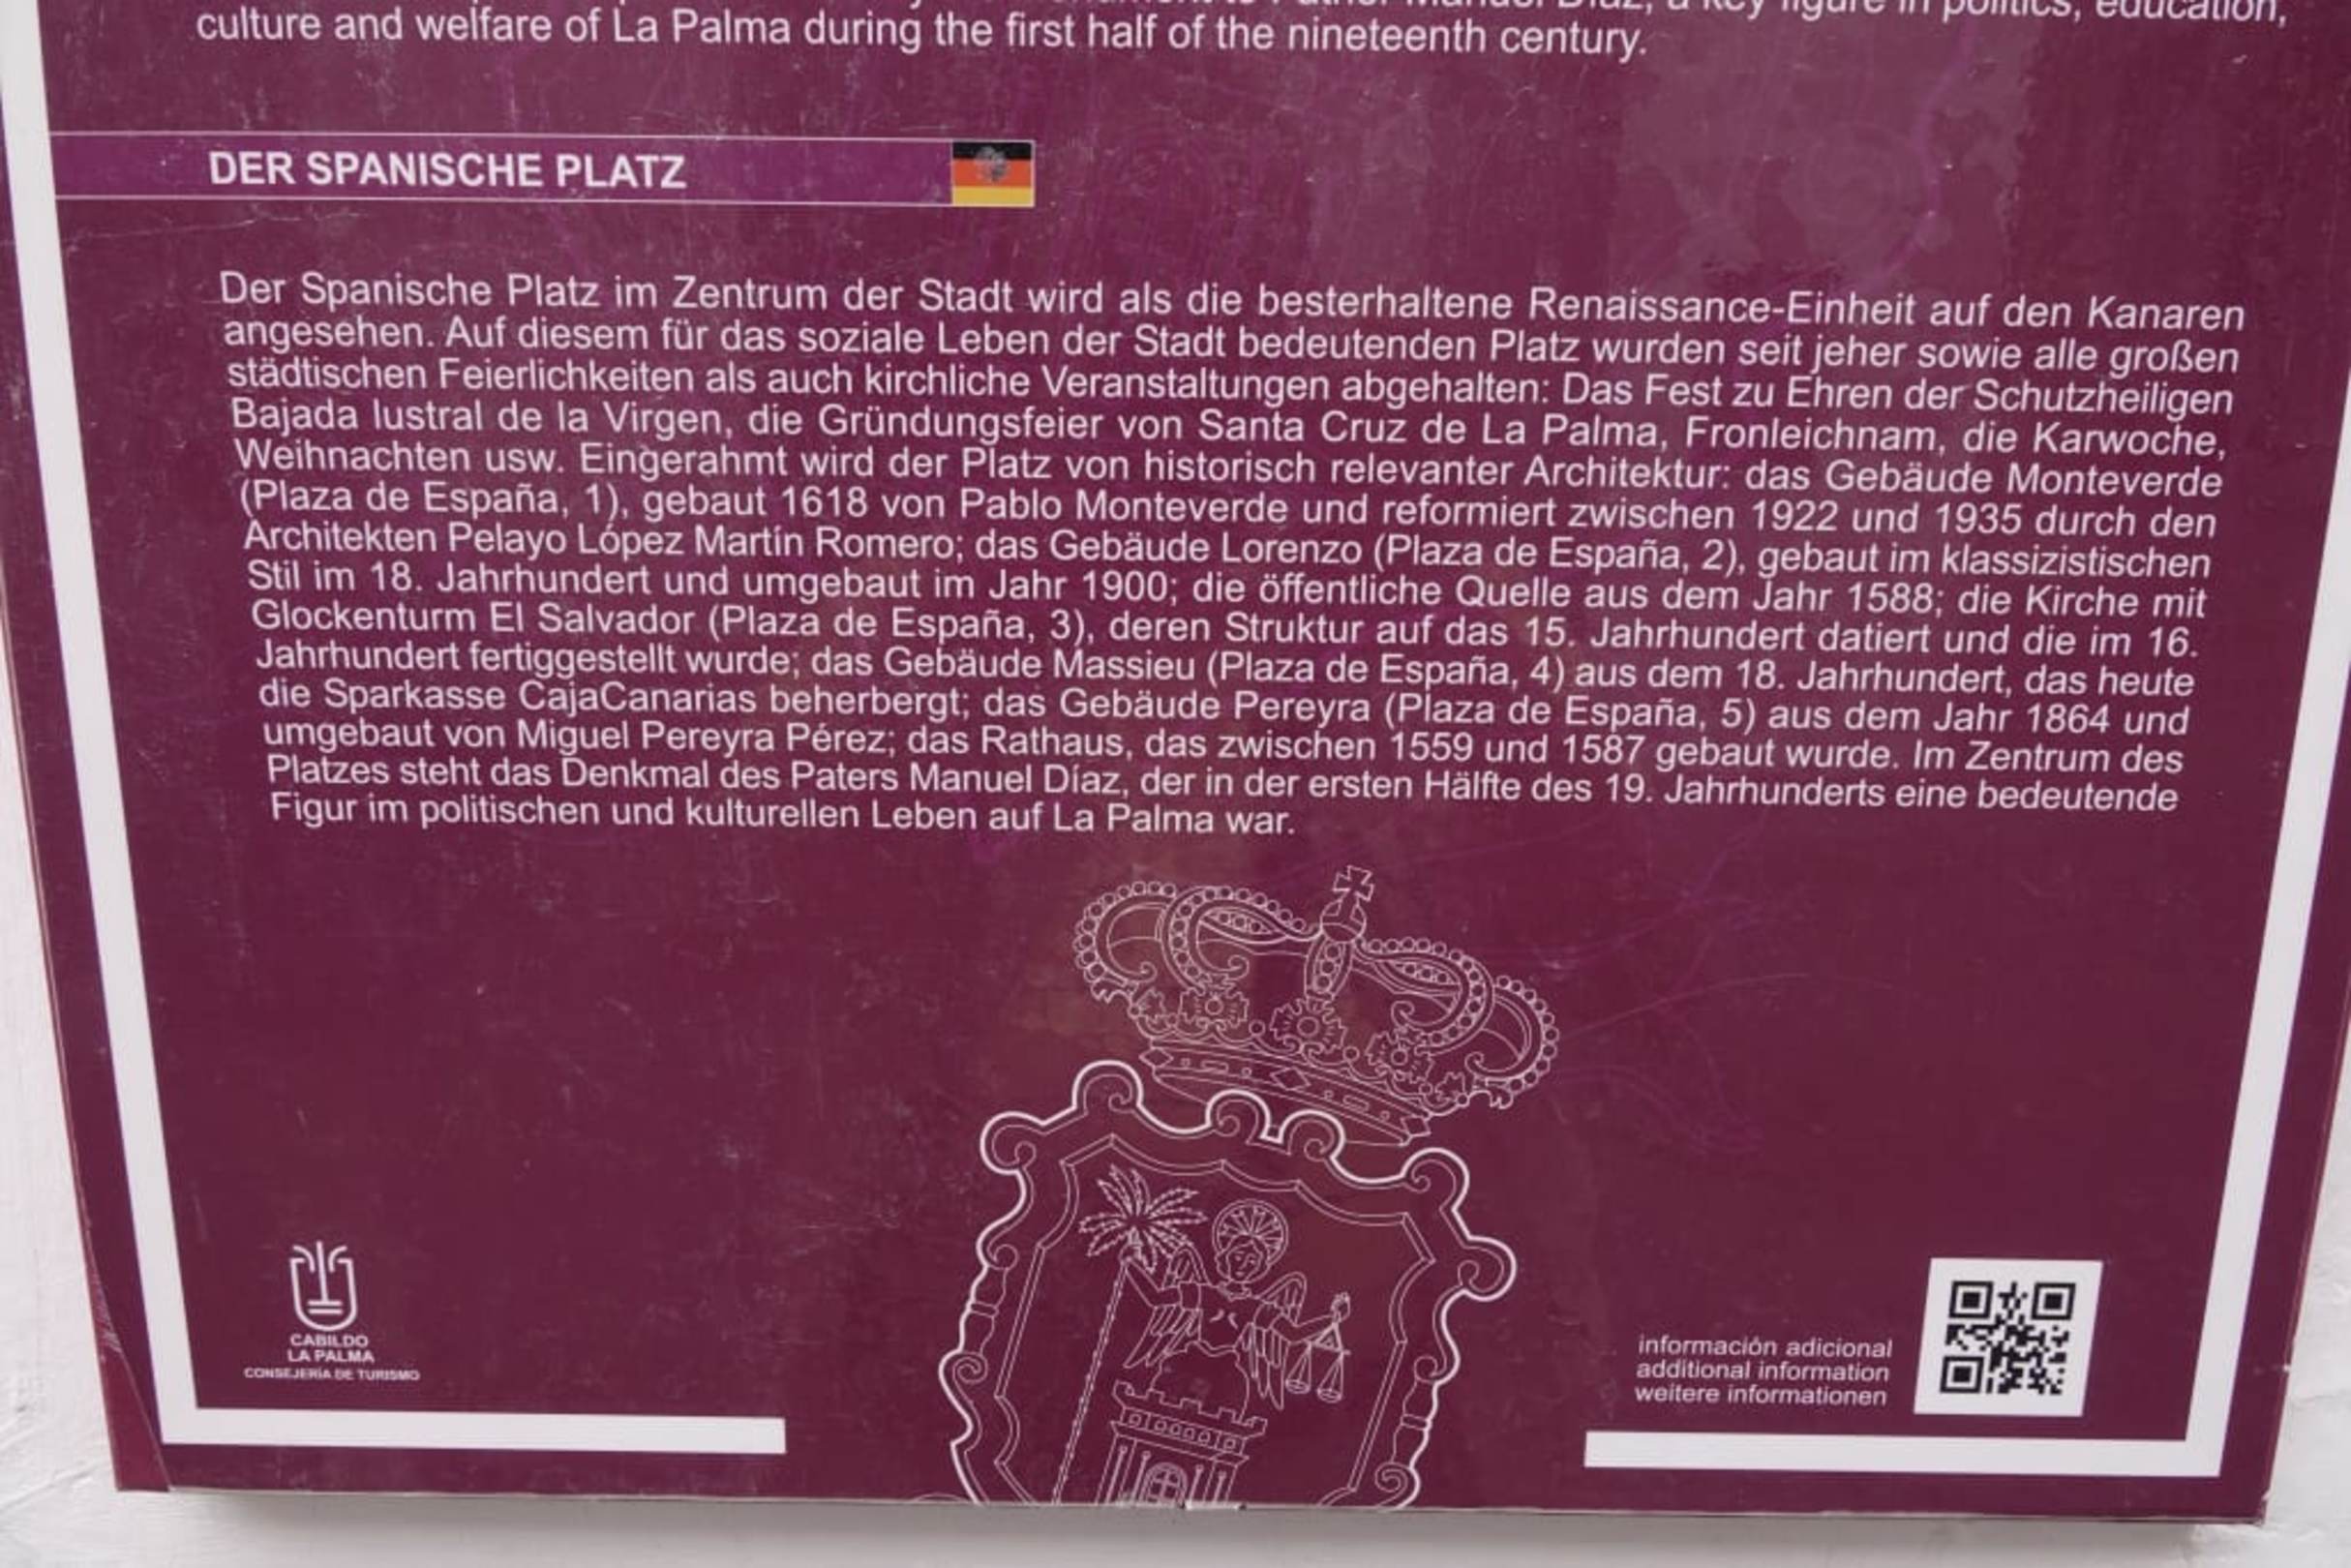 Manuel Díaz, a key figure in politics, education,
culture and welfare of La Palma during the first half of the nineteenth century.
DER SPANISCHE PLATZ
Der Spanische Platz im Zentrum der Stadt wird als die besterhaltene Renaissance-Einheit auf den Kanaren
angesehen. Auf diesem für das soziale Leben der Stadt bedeutenden Platz wurden seit jeher sowie alle großen
städtischen Feierlichkeiten als auch kirchliche Veranstaltungen abgehalten: Das Fest zu Ehren der Schutzheiligen
Bajada lustral de la Virgen, die Gründungsfeier von Santa Cruz de La Palma, Fronleichnam, die Karwoche,
Weihnachten usw. Eingerahmt wird der Platz von historisch relevanter Architektur: das Gebäude Monteverde
(Plaza de España, 1), gebaut 1618 von Pablo Monteverde und reformiert zwischen 1922 und 1935 durch den
Architekten Pelayo López Martín Romero; das Gebäude Lorenzo (Plaza de España, 2), gebaut im klassizistischen
Stil im 18. Jahrhundert und umgebaut im Jahr 1900; die öffentliche Quelle aus dem Jahr 1588; die Kirche mit
Glockenturm El Salvador (Plaza de España, 3), deren Struktur auf das 15. Jahrhundert datiert und die im 16.
Jahrhundert fertiggestellt wurde; das Gebäude Massieu (Plaza de España, 4) aus dem 18. Jahrhundert, das heute
die Sparkasse CajaCanarias beherbergt; das Gebäude Pereyra (Plaza de España, 5) aus dem Jahr 1864 und
umgebaut von Miguel Pereyra Pérez; das Rathaus, das zwischen 1559 und 1587 gebaut wurde. Im Zentrum des
Platzes steht das Denkmal des Paters Manuel Díaz, der in der ersten Hälfte des 19. Jahrhunderts eine bedeutende
Figur im politischen und kulturellen Leben auf La Palma war.
CABILDO
LA PALMA
CONSEJERÍA DE TURISMO
información adicional
additional information
weitere informationen